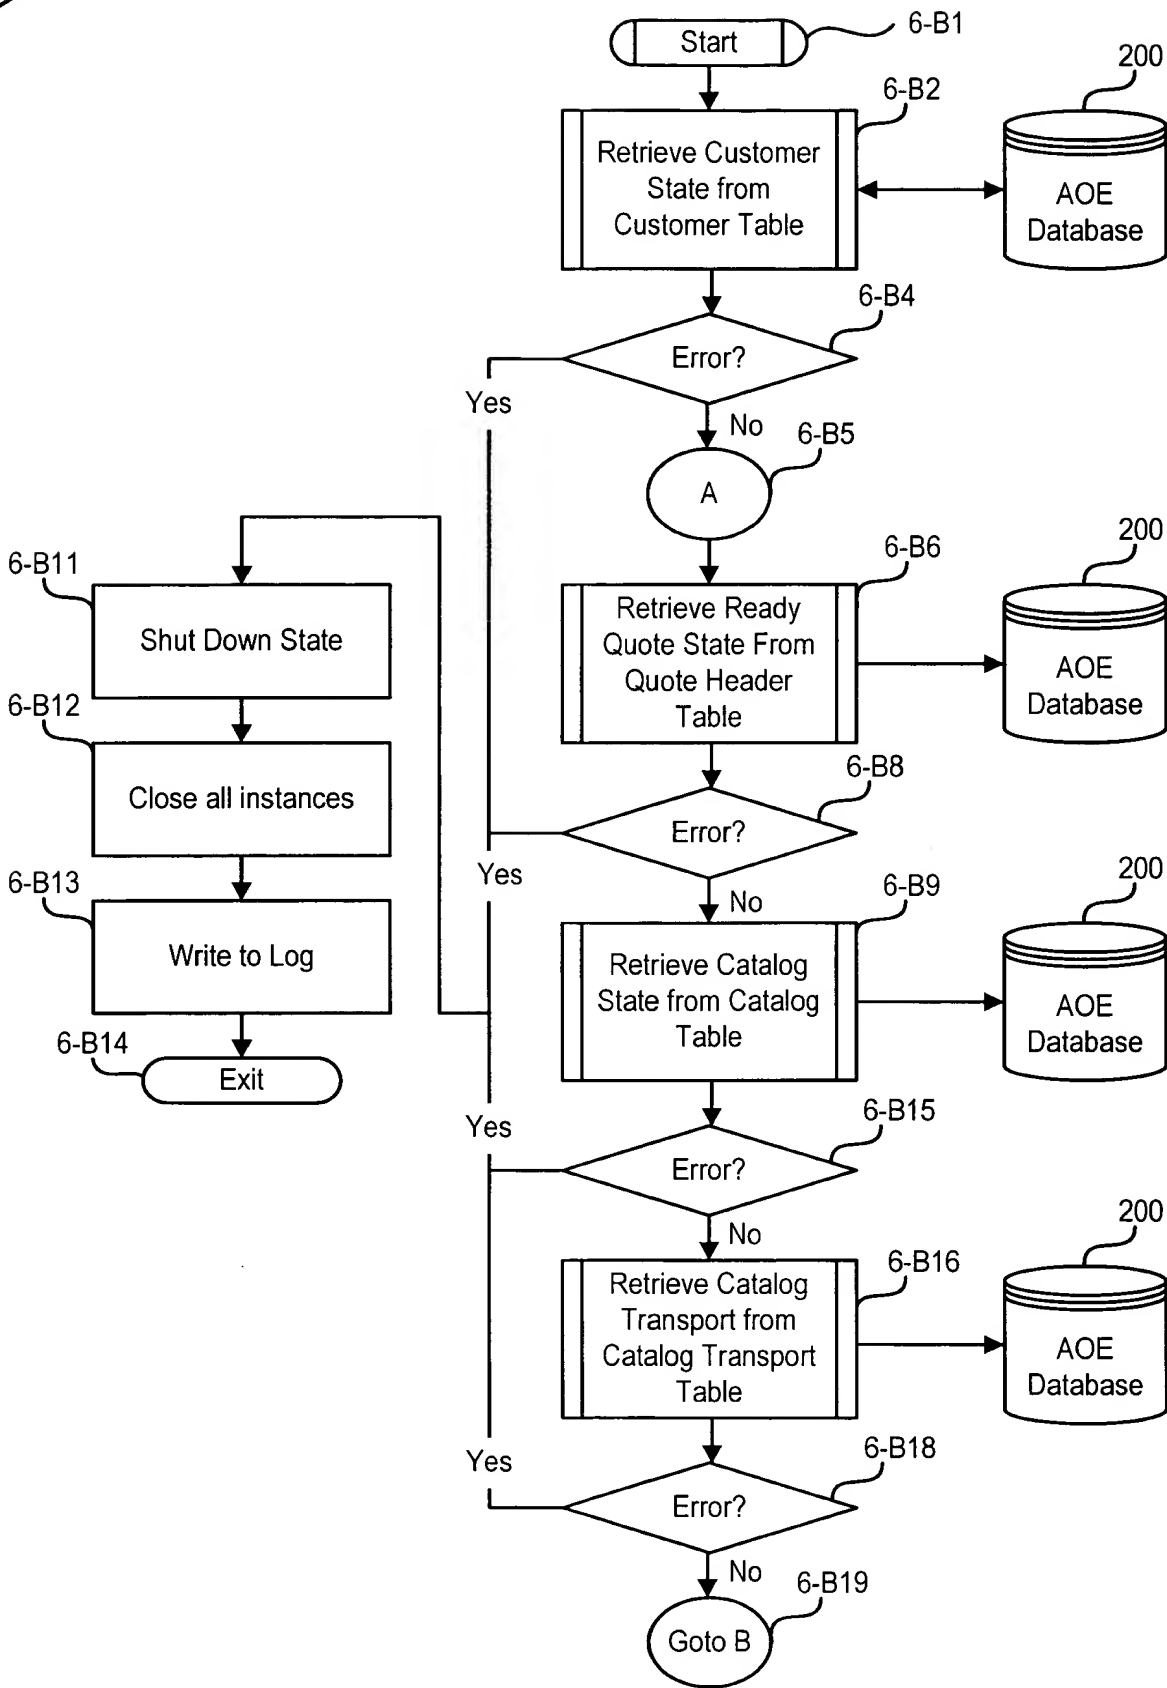 Start
6-B1
200
6-B2
Retrieve Customer
State from
Customer Table
AOE
Database
6-B4
Error?
Yes
No
6-B5
A
200
6-B6
6-B11
Shut Down State
Retrieve Ready
Quote State From
Quote Header
Table
AOE
Database
6-B12
Close all instances
6-B8
Error?
Yes
No
200
6-B9
6-B13
Write to Log
Retrieve Catalog
State from Catalog
Table
AOE
Database
6-B14
Exit
Yes
6-B15
Error?
No
200
6-B16
Retrieve Catalog
Transport from
Catalog Transport
Table
AOE
Database
Yes
6-B18
Error?
No
6-B19
Goto B